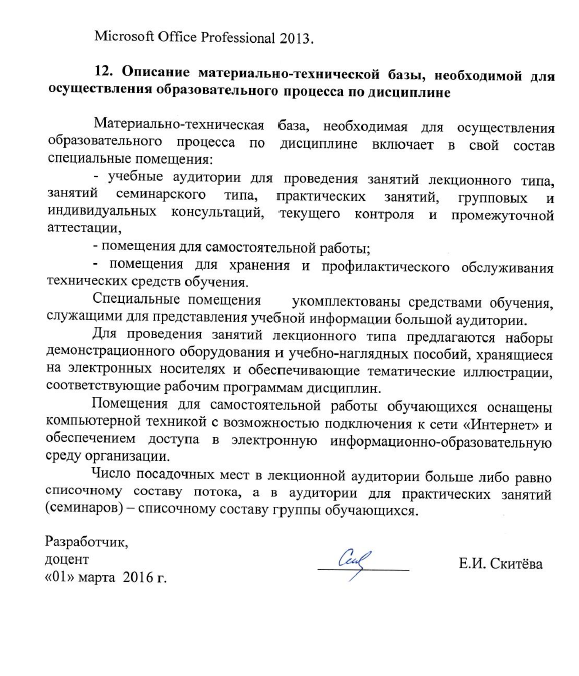 Microsoft Office Professional 2013.
12. Описание материально-технической базы, необходимой для
осуществления образовательного процесса по дисциплине
Материально-техническая база, необходимая для осуществления
образовательного процесса по дисциплине включает в свой состав
специальные помещения:
- учебные аудитории для проведения занятий лекционного типа,
занятий семинарского типа, практических занятий, групповых и
индивидуальных консультаций, текущего контроля и промежуточной
аттестации,
- помещения для самостоятельной работы;
- помещения для хранения и профилактического обслуживания
технических средств обучения.
Специальные помещения укомплектованы средствами обучения,
служащими для представления учебной информации большой аудитории.
Для проведения занятий лекционного типа предлагаются наборы
демонстрационного оборудования и учебно-наглядных пособий, хранящиеся
на электронных носителях и обеспечивающие тематические иллюстрации,
соответствующие рабочим программам дисциплин.
Помещения для самостоятельной работы обучающихся оснащены
компьютерной техникой с возможностью подключения к сети «Интернет» и
обеспечением доступа в электронную информационно-образовательную
среду организации.
Число посадочных мест в лекционной аудитории больше либо равно
списочному составу потока, а в аудитории для практических занятий
(семинаров) – списочному составу группы обучающихся.
Разработчик,
доцент
Е.И. Скитёва
«01» марта 2016 г.